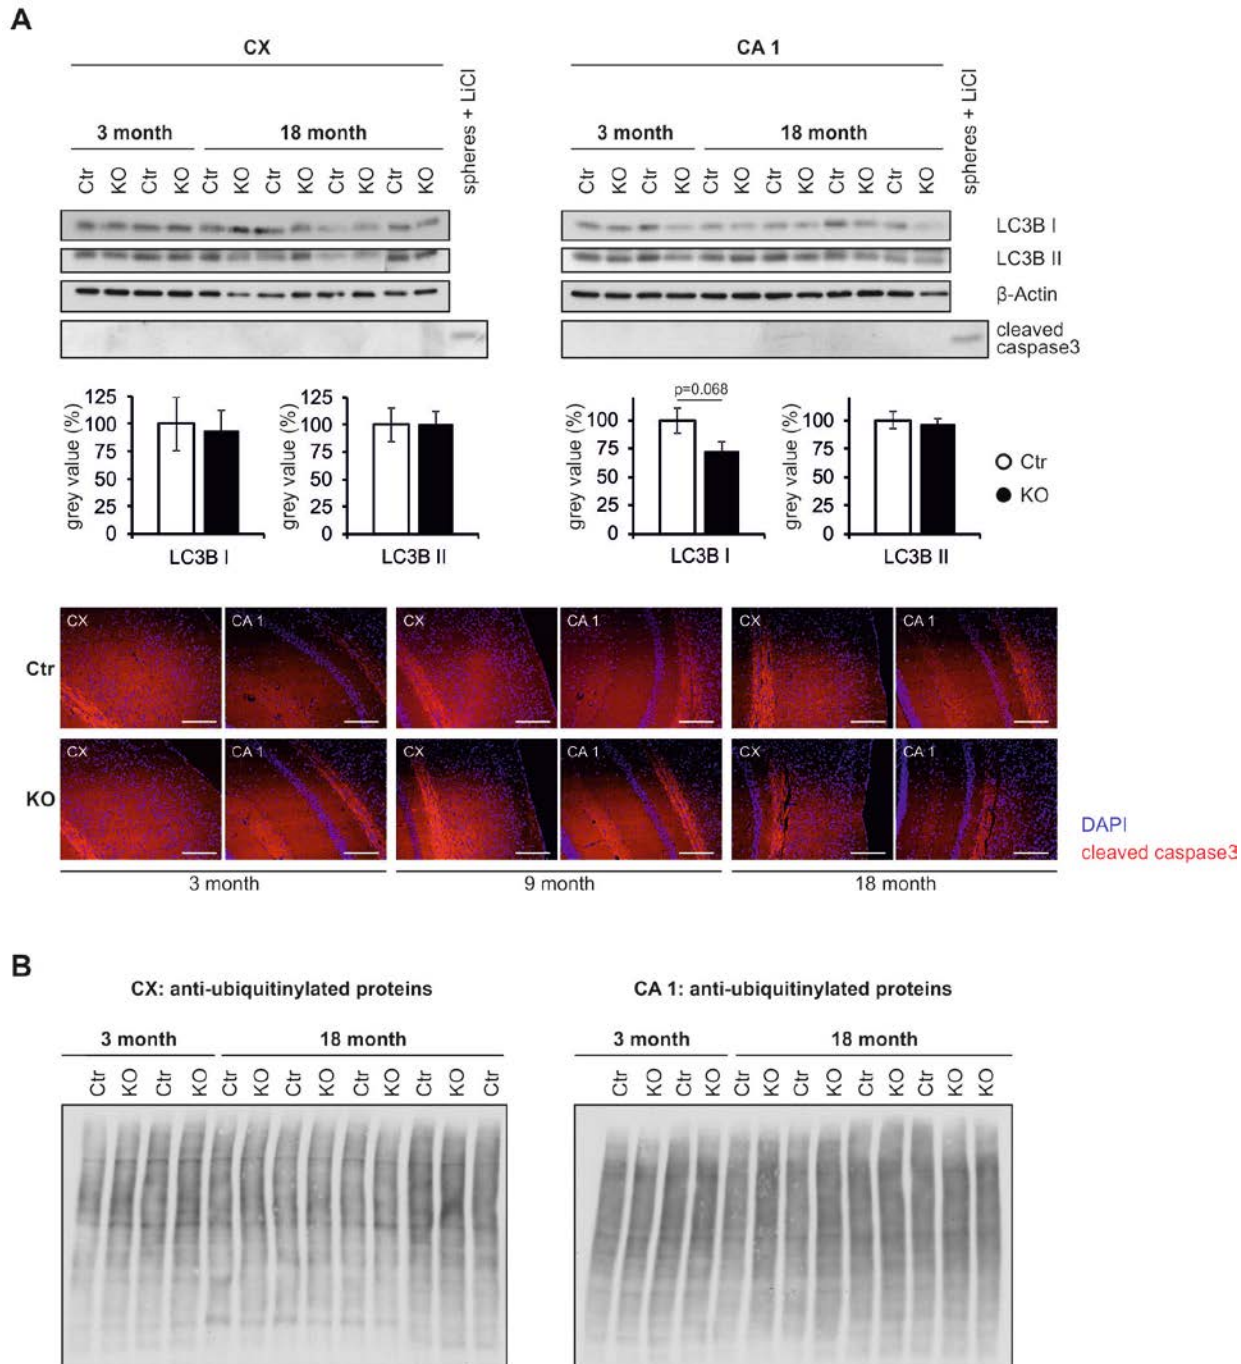 A
CX
CA 1
spheres + LiCl
spheres + LiCl
3 month
18 month
3 month
18 month
Ctr KO Ctr KO Ctr KO Ctr KO Ctr KO Ctr KO
Ctr KO Ctr KO Ctr KO Ctr KO Ctr KO Ctr KO
LC3B I
LC3B II
β-Actin
cleaved
caspase3
grey value (%)
125
100
75
50
25
0
LC3B I
grey value (%)
125
100
75
50
25
0
LC3B II
grey value (%)
p=0.068
100
75
50
25
0
LC3B I
grey value (%)
100
75
50
25
0
LC3B II
Ctr
KO
Ctr
CX
CA 1
CX
CA 1
CX
CA 1
KO
CX
CA 1
CX
CA 1
CX
CA 1
DAPI
cleaved caspase3
3 month
9 month
18 month
B
CX: anti-ubiquitinylated proteins
CA 1: anti-ubiquitinylated proteins
3 month
18 month
3 month
18 month
Ctr KO Ctr KO Ctr KO Ctr KO Ctr KO Ctr KO Ctr
Ctr KO Ctr KO Ctr KO Ctr KO Ctr KO Ctr KO KO